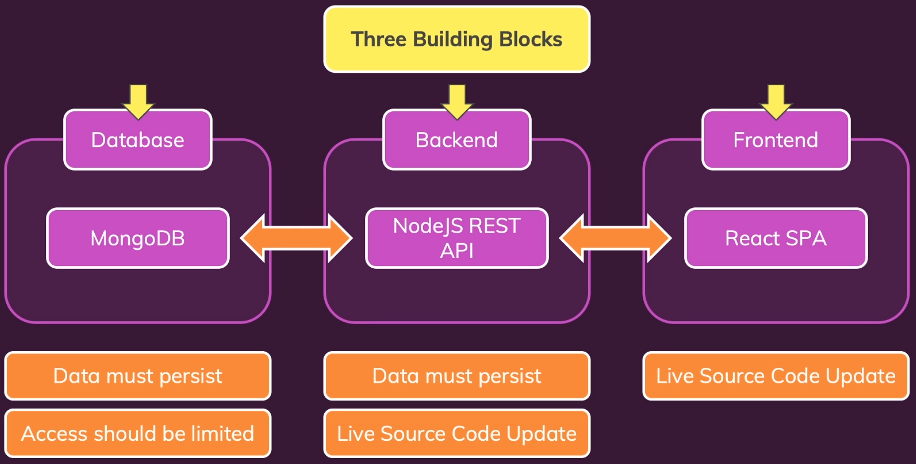 Three Building Blocks
Database
Backend
Frontend
MongoDB
NodeJS REST
API
React SPA
Data must persist
Data must persist
Live Source Code Update
Access should be limited
Live Source Code Update